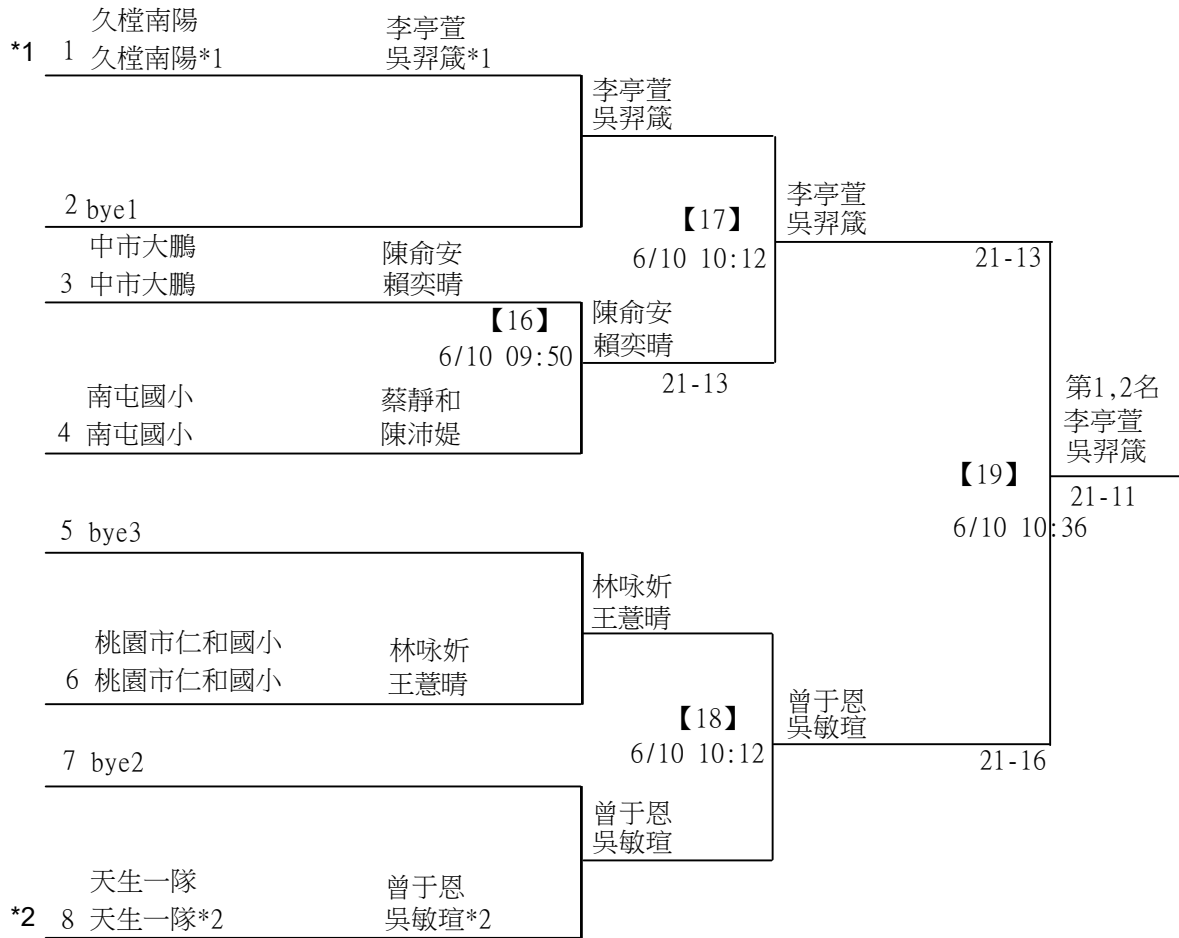 久樘南陽 李亭萱
*1 1 久樘南陽*1 吳羿箴*1
李亭萱
吳羿箴
2 bye1
李亭萱
吳羿箴
【17】
6/10 10:12
21-13
中市大鵬 陳俞安
3 中市大鵬 賴奕晴
【16】
6/10 09:50
陳俞安
賴奕晴
21-13
南屯國小 蔡靜和
4 南屯國小 陳沛媞
第1,2名
李亭萱
吳羿箴
【19】
21-11
6/10 10:36
5 bye3
林咏妡
王薏晴
桃園市仁和國小 林咏妡
6 桃園市仁和國小 王薏晴
【18】
6/10 10:12
曾于恩
吳敏瑄
21-16
7 bye2
曾于恩
吳敏瑄
天生一隊 曾于恩
*2 8 天生一隊*2 吳敏瑄*2